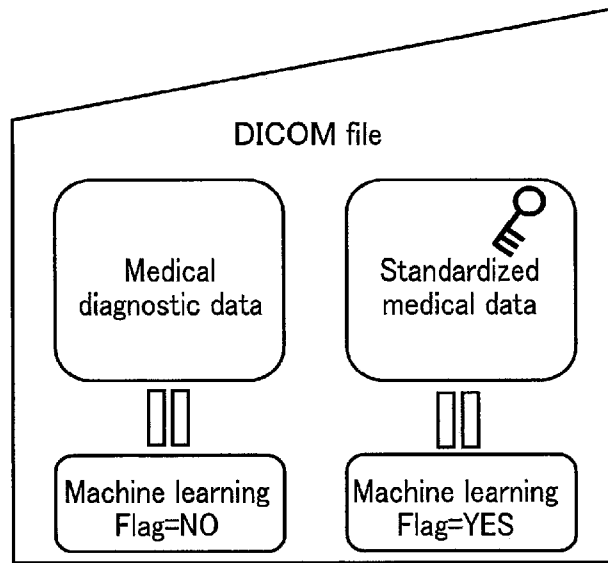 DICOM file
Medical
diagnostic data
Standardized
medical data
Machine learning
Flag=NO
Machine learning
Flag=YES